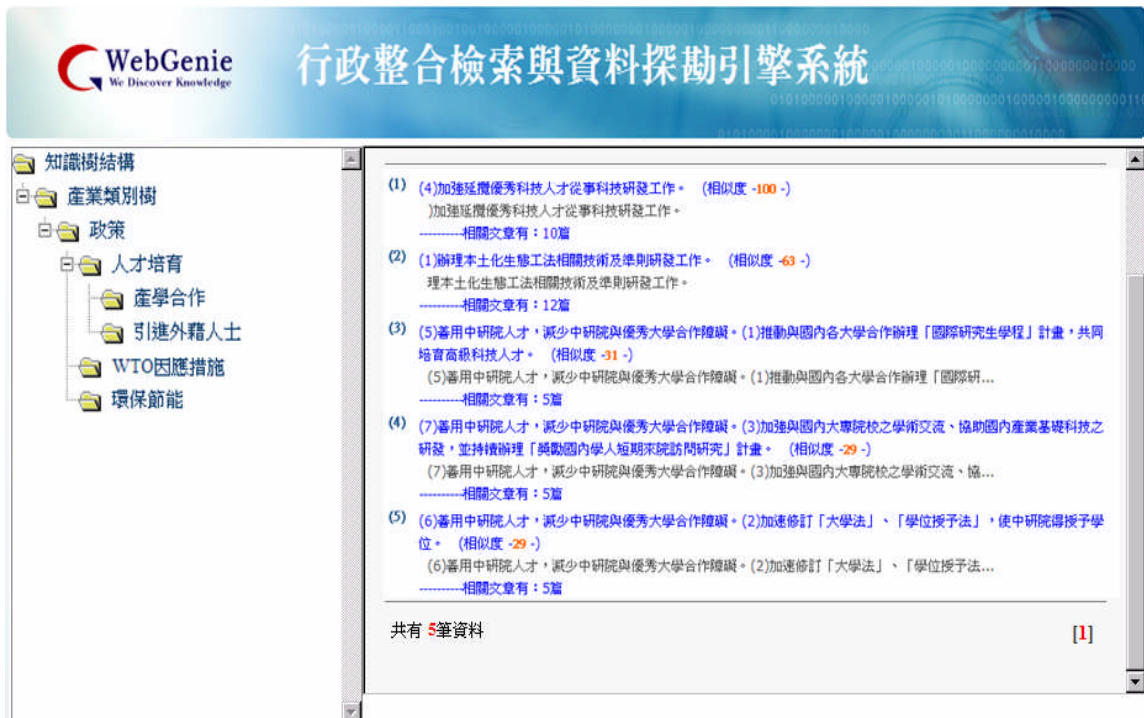 WebGenie
We Discover Knowledge
行政整合檢索與資料探勘引擎系統
知識樹結構
產業類別樹
政策
人才培育
產學合作
引進外籍人士
WTO因應措施
環保節能
(1) (4)加強延攬優秀科技人才從事科技研發工作。 (相似度 -100 -)
)加強延攬優秀科技人才從事科技研發工作。
----------相關文章有：10篇
(2) (1)辦理本土化生態工法相關技術及準則研發工作。 (相似度 -63 -)
理本土化生態工法相關技術及準則研發工作。
----------相關文章有：12篇
(3) (5)善用中研院人才，減少中研院與優秀大學合作障礙。(1)推動與國內各大學合作辦理「國際研究生學程」計畫，共同
培育高級科技人才。 (相似度 -31 -)
(5)善用中研院人才，減少中研院與優秀大學合作障礙。(1)推動與國內各大學合作辦理「國際研...
----------相關文章有：5篇
(4) (7)善用中研院人才，減少中研院與優秀大學合作障礙。(3)加強與國內大專院校之學術交流、協助國內產業基礎科技之
研發，並持續辦理「獎勵國內學人短期來院訪問研究」計畫。 (相似度 -29 -)
(7)善用中研院人才，減少中研院與優秀大學合作障礙。(3)加強與國內大專院校之學術交流、協...
----------相關文章有：5篇
(5) (6)善用中研院人才，減少中研院與優秀大學合作障礙。(2)加速修訂「大學法」、「學位授予法」，使中研院得授予學
位。 (相似度 -29 -)
(6)善用中研院人才，減少中研院與優秀大學合作障礙。(2)加速修訂「大學法」、「學位授予法...
----------相關文章有：5篇
共有 5筆資料
[1]